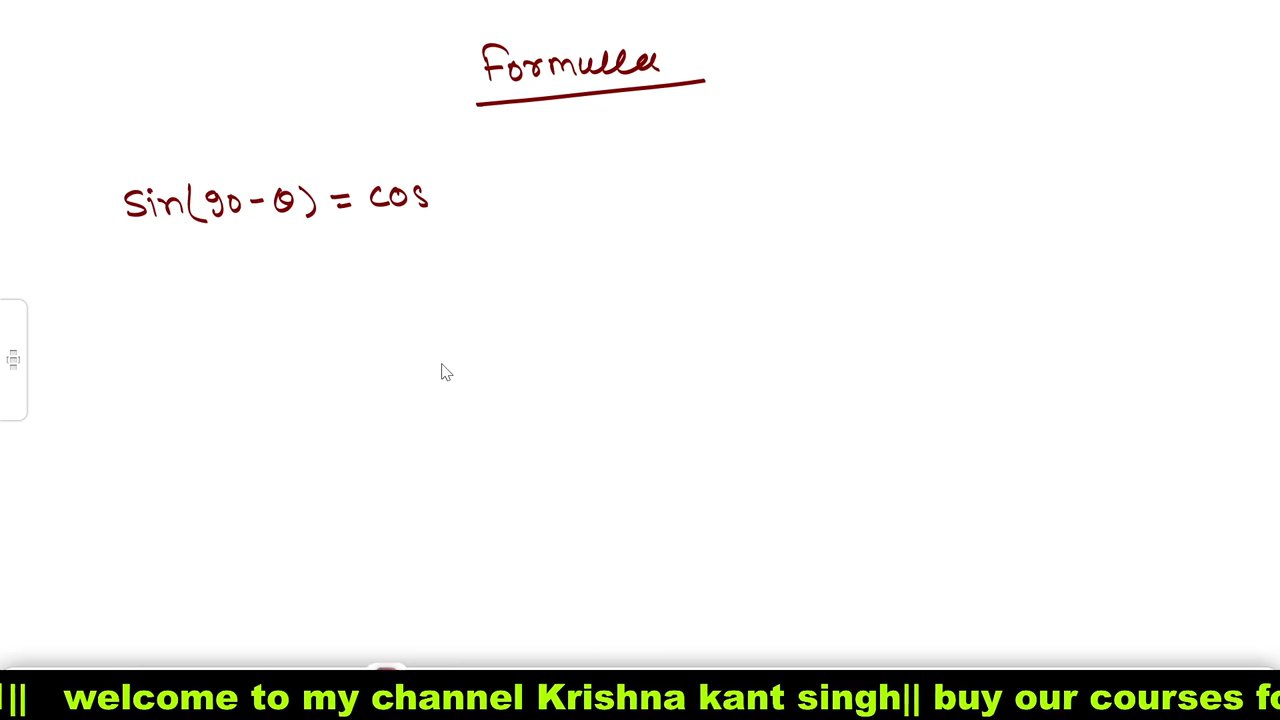 Formulla
Sin(90-θ) = cos
l||   welcome to my channel Krishna kant singh|| buy our courses fo